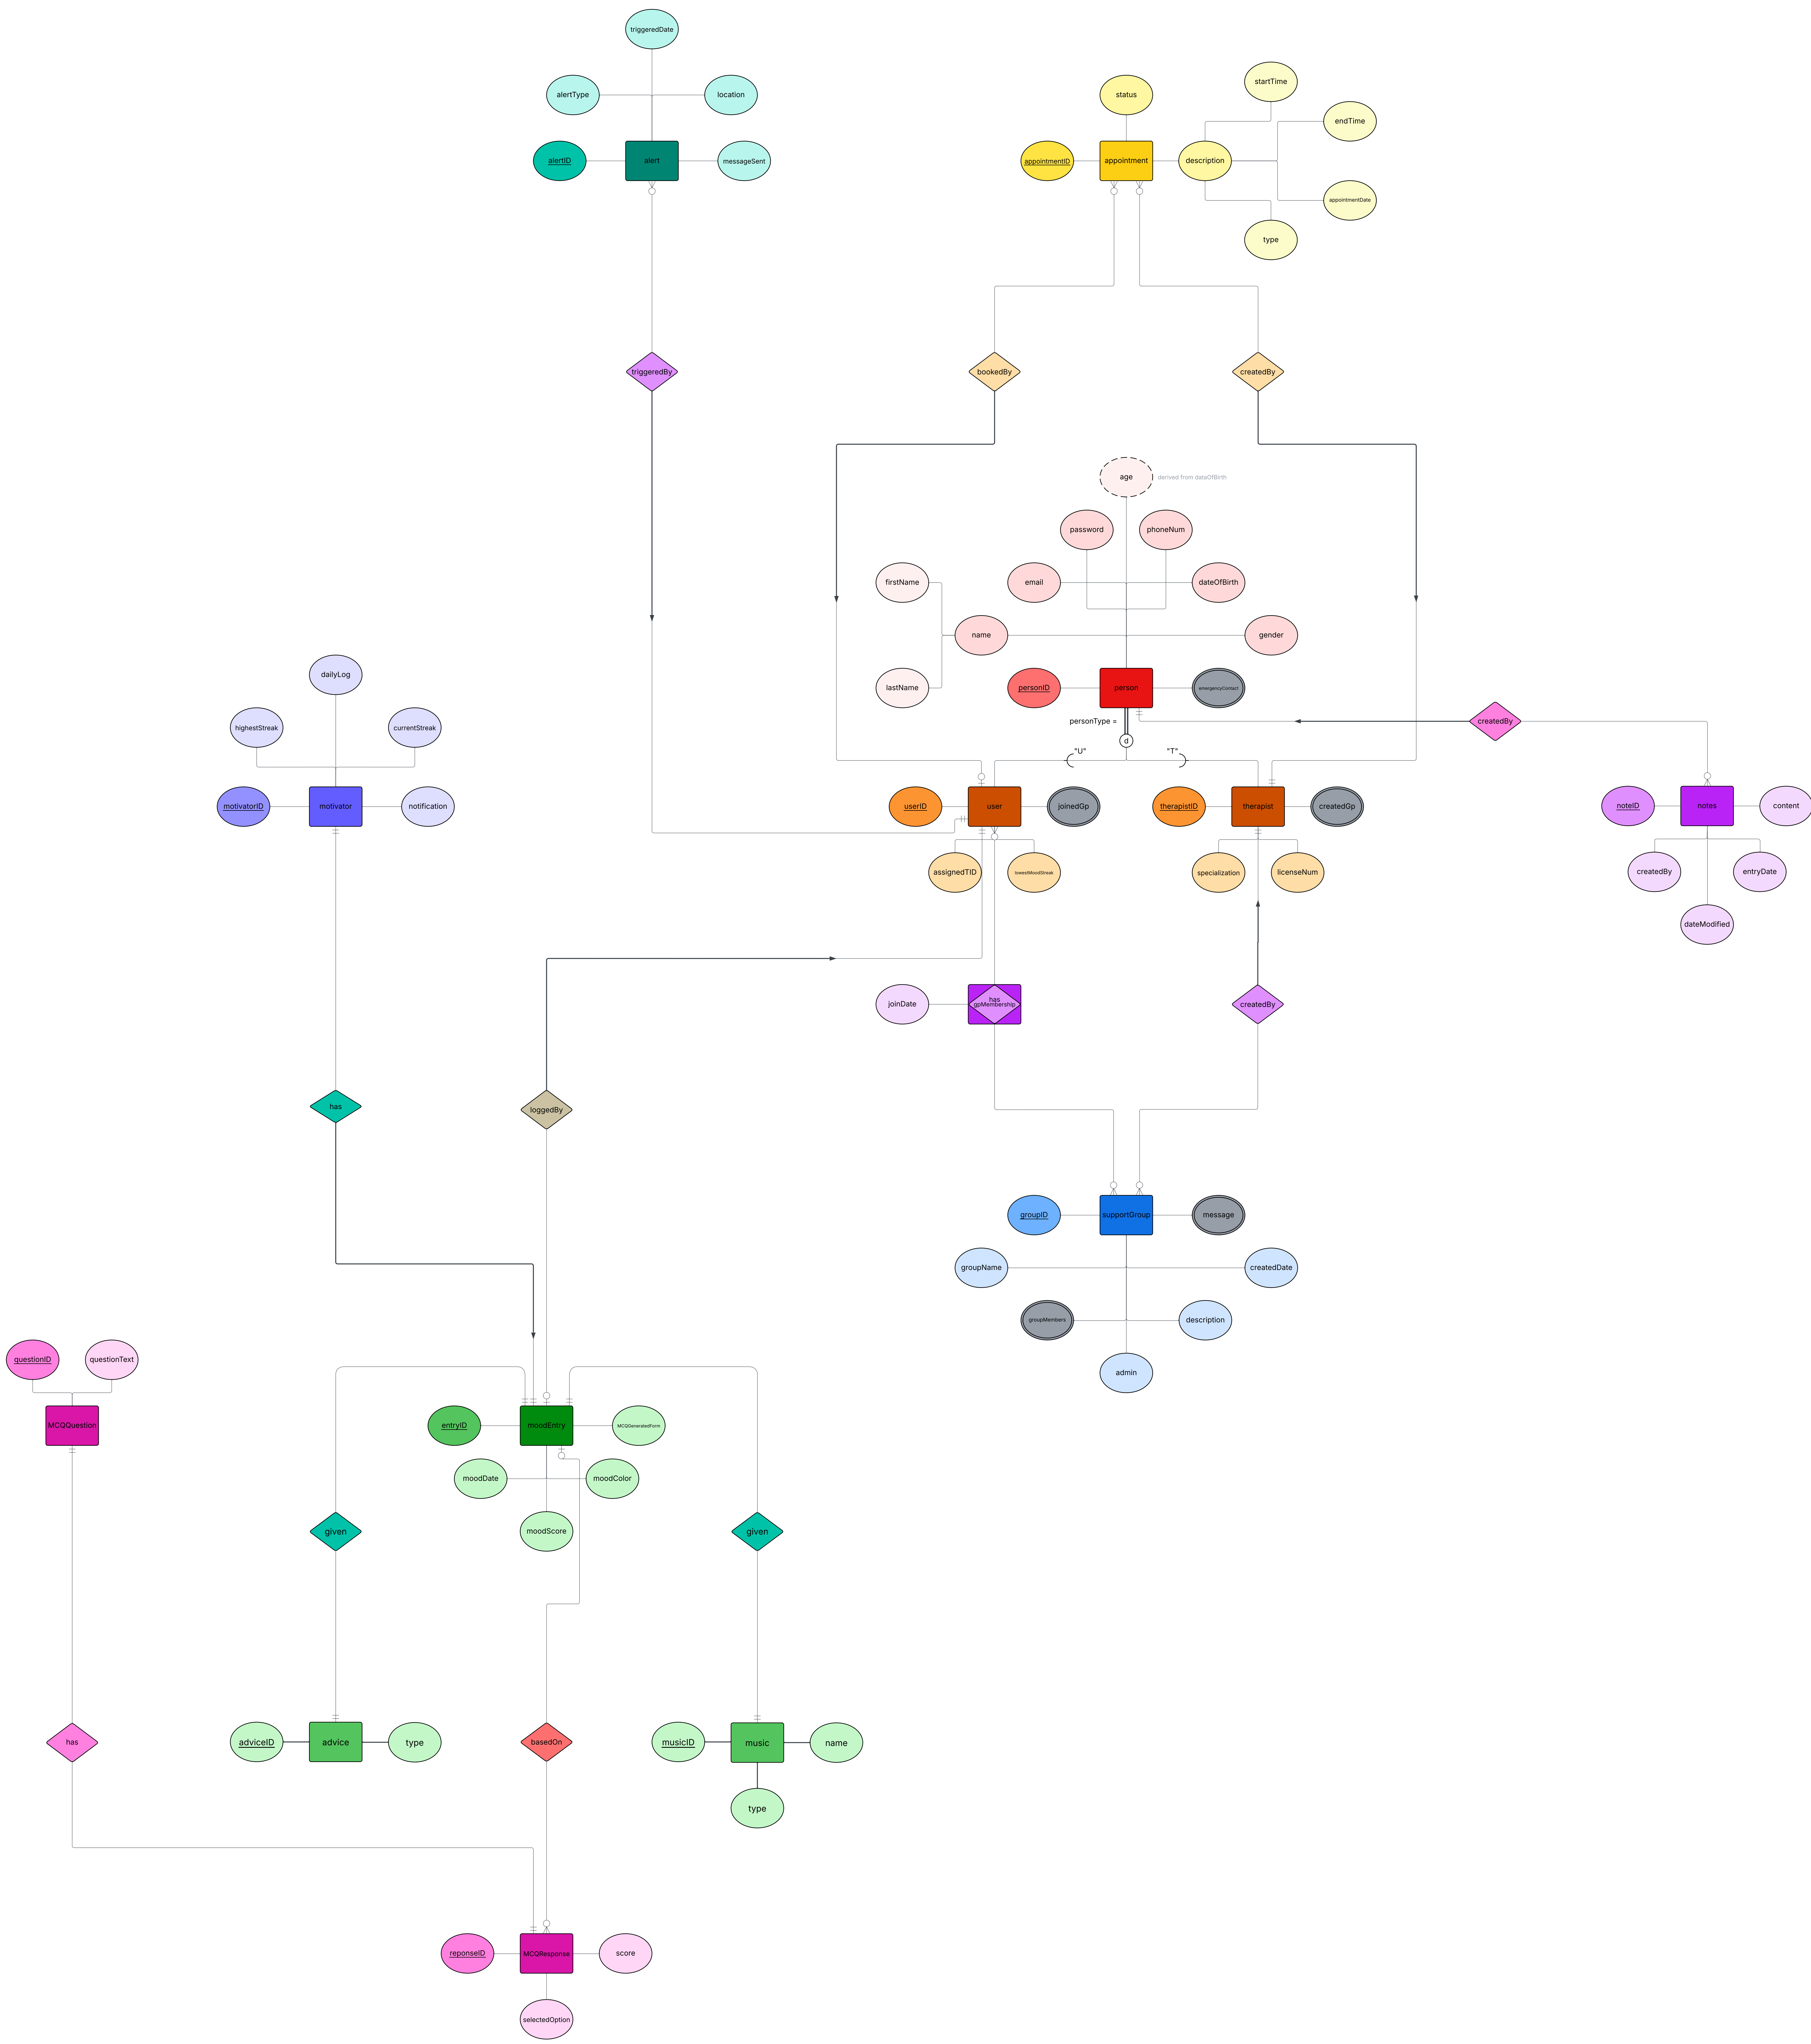 triggeredDate
alertType
location
alertID
alert
messageSent
status
startTime
endTime
appointmentID
appointment
description
appointmentDate
type
triggeredBy
bookedBy
createdBy
age
derived from dataOfBirth
password
phoneNum
firstName
email
dateOfBirth
name
gender
lastName
personID
person
emergencyContact
personType =
d
"U"
"T"
createdBy
dailyLog
highestStreak
currentStreak
motivatorID
motivator
notification
userID
user
joinedGp
therapistID
therapist
createdGp
noteID
notes
content
assignedTID
lowestMoodStreak
specialization
licenseNum
createdBy
entryDate
dateModified
joinDate
has
gpMembership
createdBy
has
loggedBy
groupID
supportGroup
message
groupName
createdDate
groupMembers
description
admin
questionID
questionText
MCQQuestion
entryID
moodEntry
MCQGeneratedForm
moodDate
moodColor
moodScore
given
given
has
adviceID
advice
type
basedOn
musicID
music
name
type
reponseID
MCQResponse
score
selectedOption